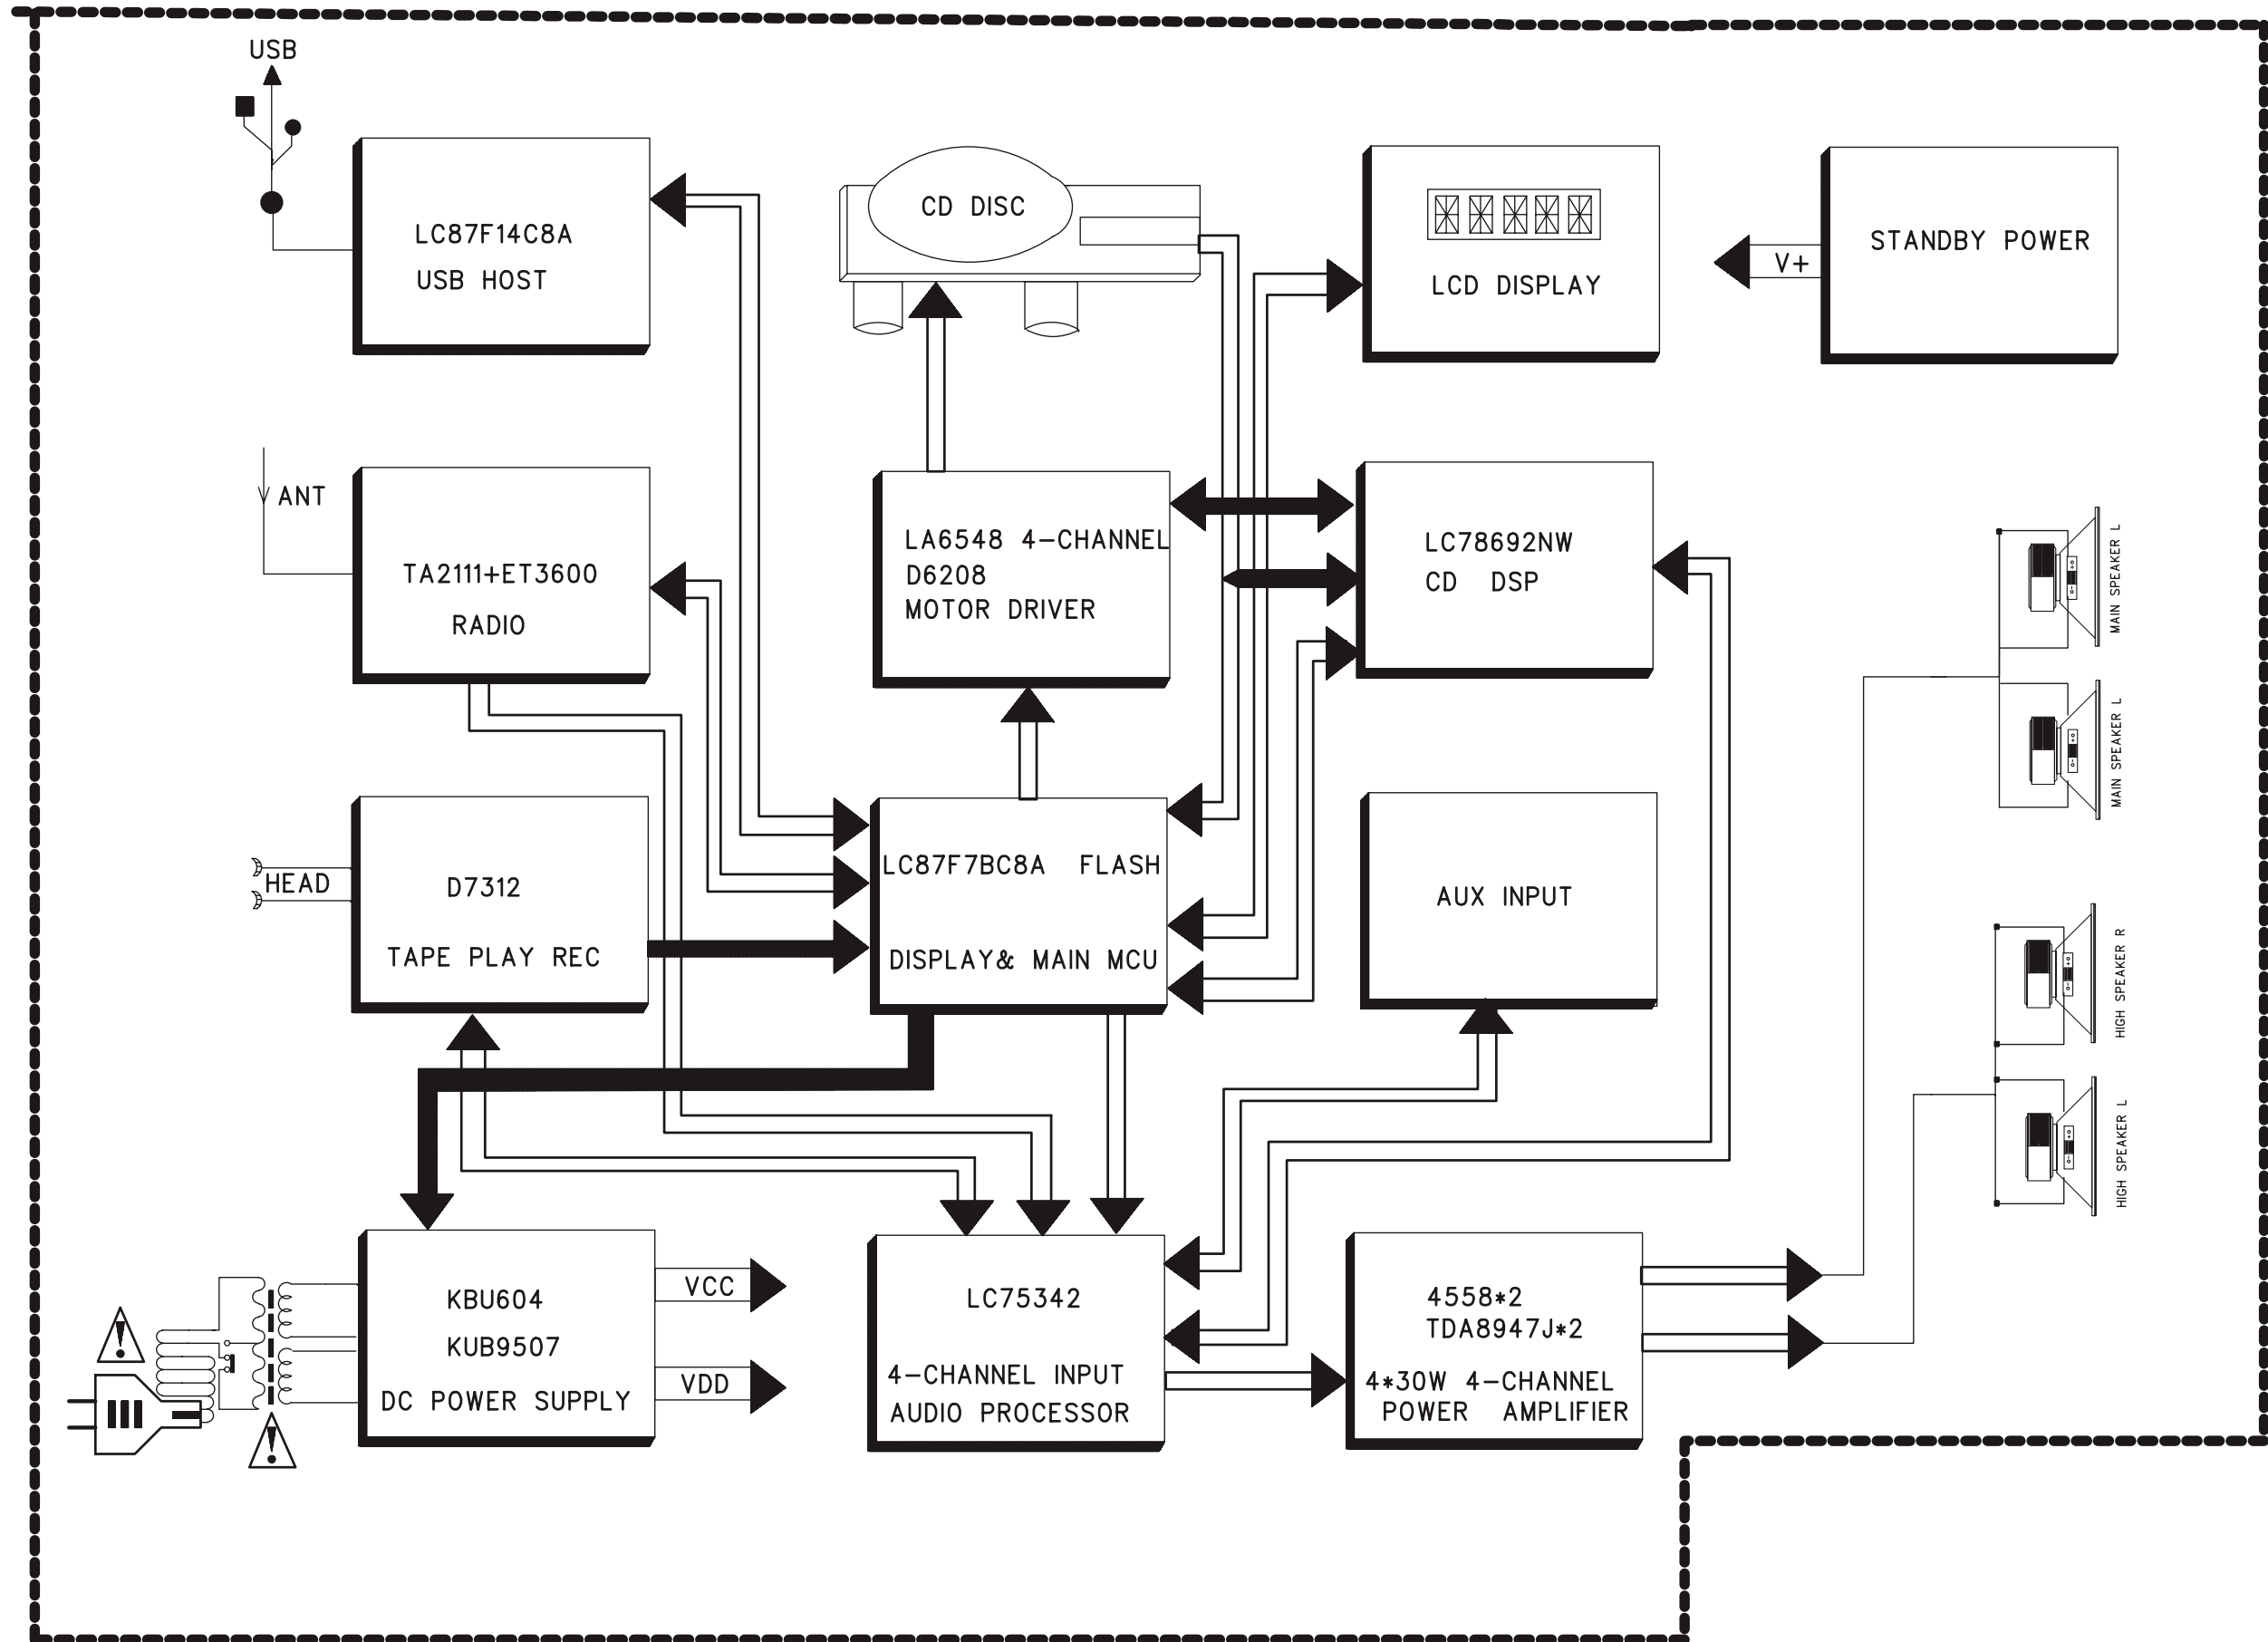 USB
LC87F14C8A
USB HOST
CD DISC
LCD DISPLAY
V+
STANDBY POWER
ANT
TA2111+ET3600
RADIO
LA6548 4-CHANNEL
D6208
MOTOR DRIVER
LC78692NW
CD DSP
MAIN SPEAKER L
MAIN SPEAKER L
HEAD
D7312
TAPE PLAY REC
LC87F7BC8A FLASH
DISPLAY& MAIN MCU
AUX INPUT
HIGH SPEAKER R
HIGH SPEAKER L
KBU604
KUB9507
DC POWER SUPPLY
VCC
VDD
LC75342
4-CHANNEL INPUT
AUDIO PROCESSOR
4558*2
TDA8947J*2
4*30W 4-CHANNEL
POWER AMPLIFIER